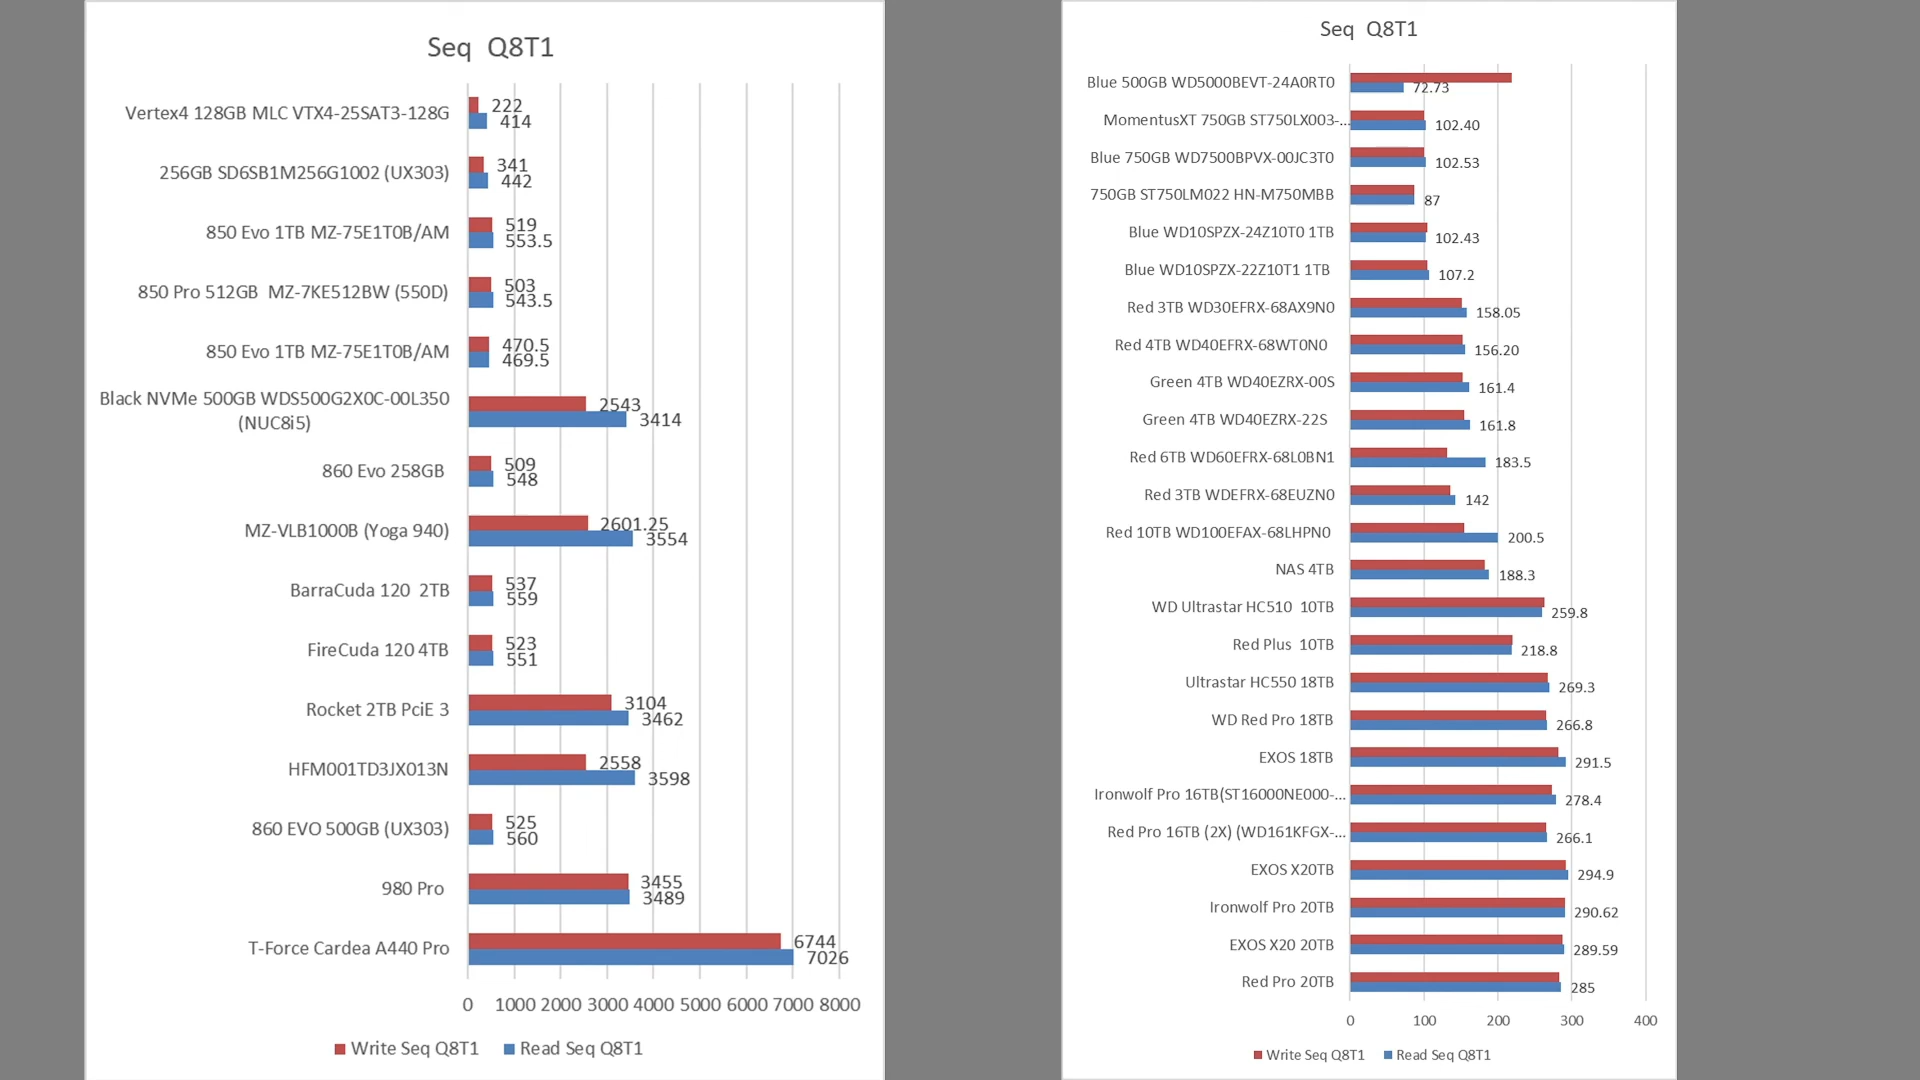 Seq  Q8T1
Vertex4 128GB MLC VTX4-25SAT3-128G
222
414
256GB SD6SB1M256G1002 (UX303)
341
442
850 Evo 1TB MZ-75E1T0B/AM
519
553.5
850 Pro 512GB  MZ-7KE512BW (550D)
503
543.5
850 Evo 1TB MZ-75E1T0B/AM
470.5
469.5
Black NVMe 500GB WDS500G2X0C-00L350
(NUC8i5)
2543
3414
860 Evo 258GB
509
548
MZ-VLB1000B (Yoga 940)
2601.25
3554
BarraCuda 120  2TB
537
559
FireCuda 120 4TB
523
551
Rocket 2TB PciE 3
3104
3462
HFM001TD3JX013N
2558
3598
860 EVO 500GB (UX303)
525
560
980 Pro
3455
3489
T-Force Cardea A440 Pro
6744
7026
0 1000 2000 3000 4000 5000 6000 7000 8000
Write Seq Q8T1 Read Seq Q8T1
Seq  Q8T1
Blue 500GB WD5000BEVT-24A0RT0
72.73
MomentusXT 750GB ST750LX003-...
102.40
Blue 750GB WD7500BPVX-00JC3T0
102.53
750GB ST750LM022 HN-M750MBB
87
Blue WD10SPZX-24Z10T0 1TB
102.43
Blue WD10SPZX-22Z10T1 1TB
107.2
Red 3TB WD30EFRX-68AX9N0
158.05
Red 4TB WD40EFRX-68WT0N0
156.20
Green 4TB WD40EZRX-00S
161.4
Green 4TB WD40EZRX-22S
161.8
Red 6TB WD60EFRX-68L0BN1
183.5
Red 3TB WDEFRX-68EUZN0
142
Red 10TB WD100EFAX-68LHPN0
200.5
NAS 4TB
188.3
WD Ultrastar HC510  10TB
259.8
Red Plus  10TB
218.8
Ultrastar HC550 18TB
269.3
WD Red Pro 18TB
266.8
EXOS 18TB
291.5
Ironwolf Pro 16TB(ST16000NE000-...
278.4
Red Pro 16TB (2X) (WD161KFGX-...
266.1
EXOS X20TB
294.9
Ironwolf Pro 20TB
290.62
EXOS X20 20TB
289.59
Red Pro 20TB
285
0 100 200 300 400
Write Seq Q8T1 Read Seq Q8T1